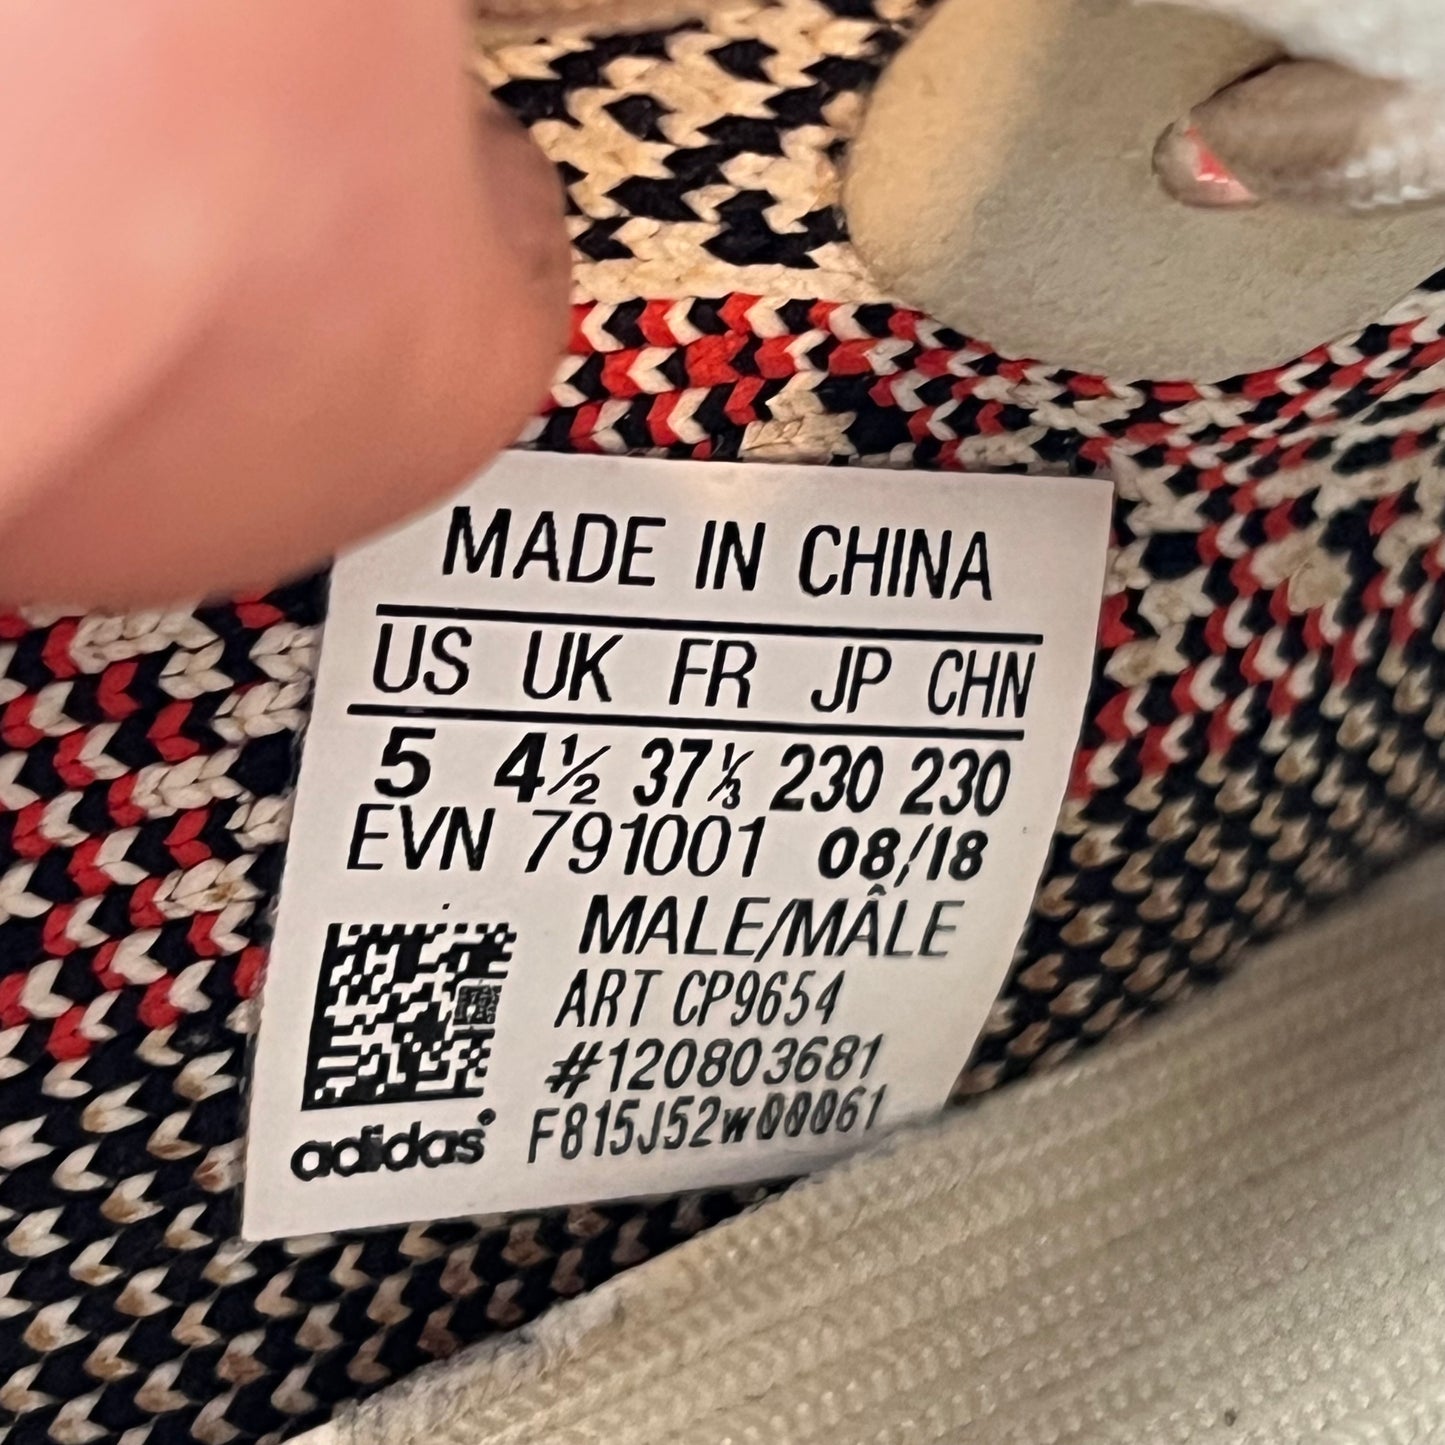 MADE IN CHINA
US UK FR JP CHN
5 4½ 37⅓ 230 230
EVN 791001 08/18
MALE/MÂLE
ART CP9654
#120803681
F815J52w00061
adidas®